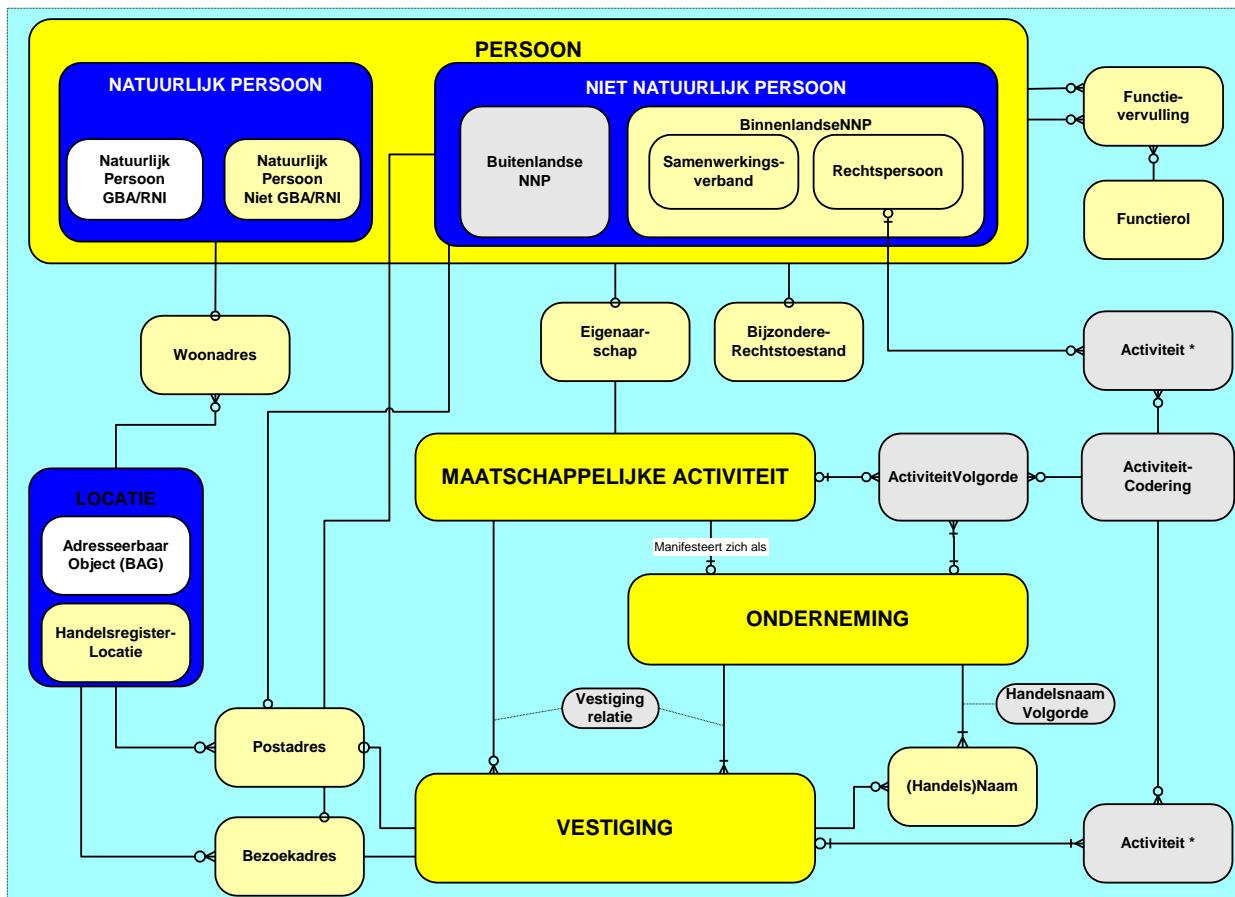 PERSOON
NATUURLIJK PERSOON
Natuurlijk
Persoon
GBA/RNI
Natuurlijk
Persoon
Niet GBA/RNI
NIET NATUURLIJK PERSOON
Buitenlandse
NNP
BinnenlandseNNP
Samenwerkings-
verband
Rechtspersoon
Functie-
vervulling
Functierol
Woonadres
Eigenaar-
schap
Bijzondere-
Rechtstoestand
Activiteit *
LOCATIE
Adresseerbaar
Object (BAG)
Handelsregister-
Locatie
MAATSCHAPPELIJKE ACTIVITEIT
ActiviteitVolgorde
Activiteit-
Codering
Manifesteert zich als
ONDERNEMING
Vestiging
relatie
Handelsnaam
Volgorde
Postadres
(Handels)Naam
VESTIGING
Bezoekadres
Activiteit *